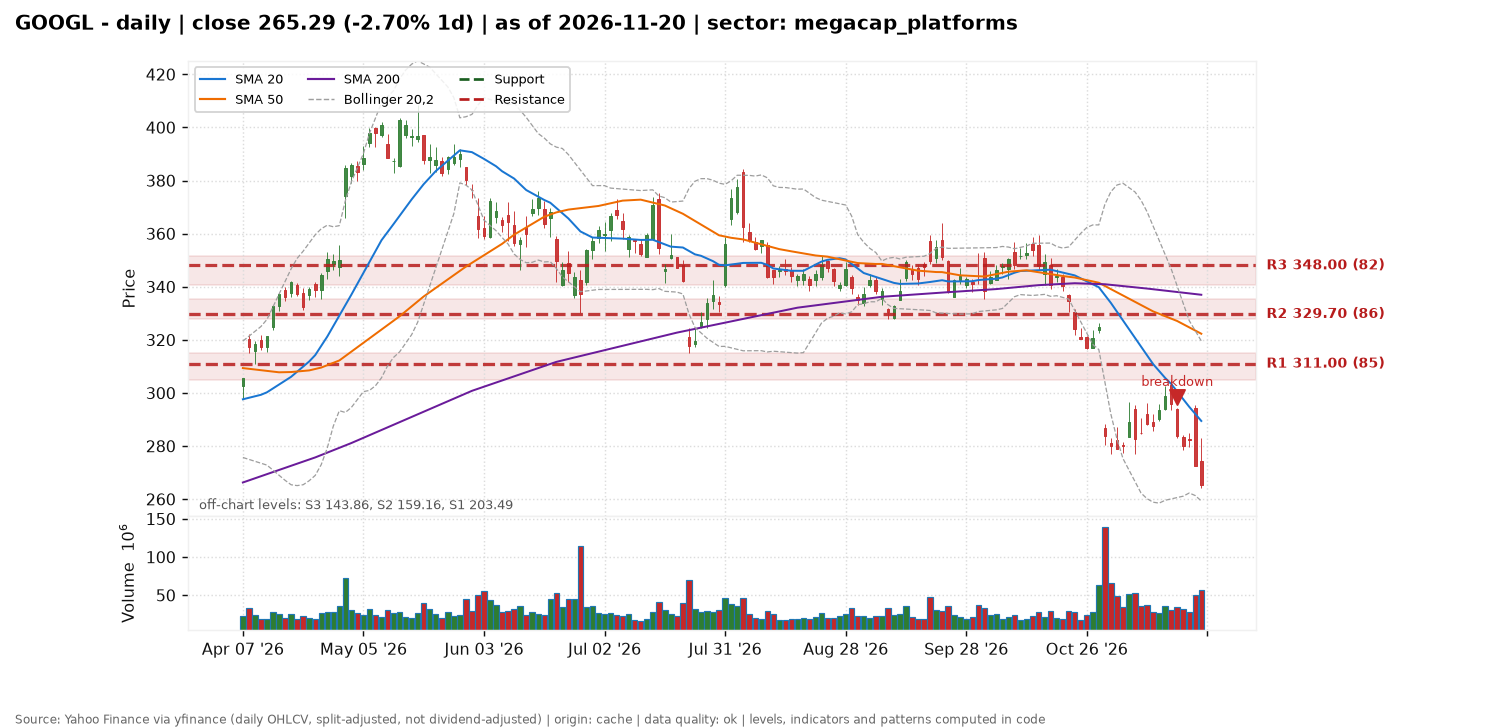 GOOGL - daily | close 265.29 (-2.70% 1d) | as of 2026-11-20 | sector: megacap_platforms
SMA 20
SMA 50
SMA 200
Bollinger 20,2
Support
Resistance
Price
420
400
380
360
340
320
300
280
260
R3 348.00 (82)
R2 329.70 (86)
R1 311.00 (85)
breakdown
off-chart levels: S3 143.86, S2 159.16, S1 203.49
Volume 10⁶
150
100
50
Apr 07 '26 May 05 '26 Jun 03 '26 Jul 02 '26 Jul 31 '26 Aug 28 '26 Sep 28 '26 Oct 26 '26
Source: Yahoo Finance via yfinance (daily OHLCV, split-adjusted, not dividend-adjusted) | origin: cache | data quality: ok | levels, indicators and patterns computed in code